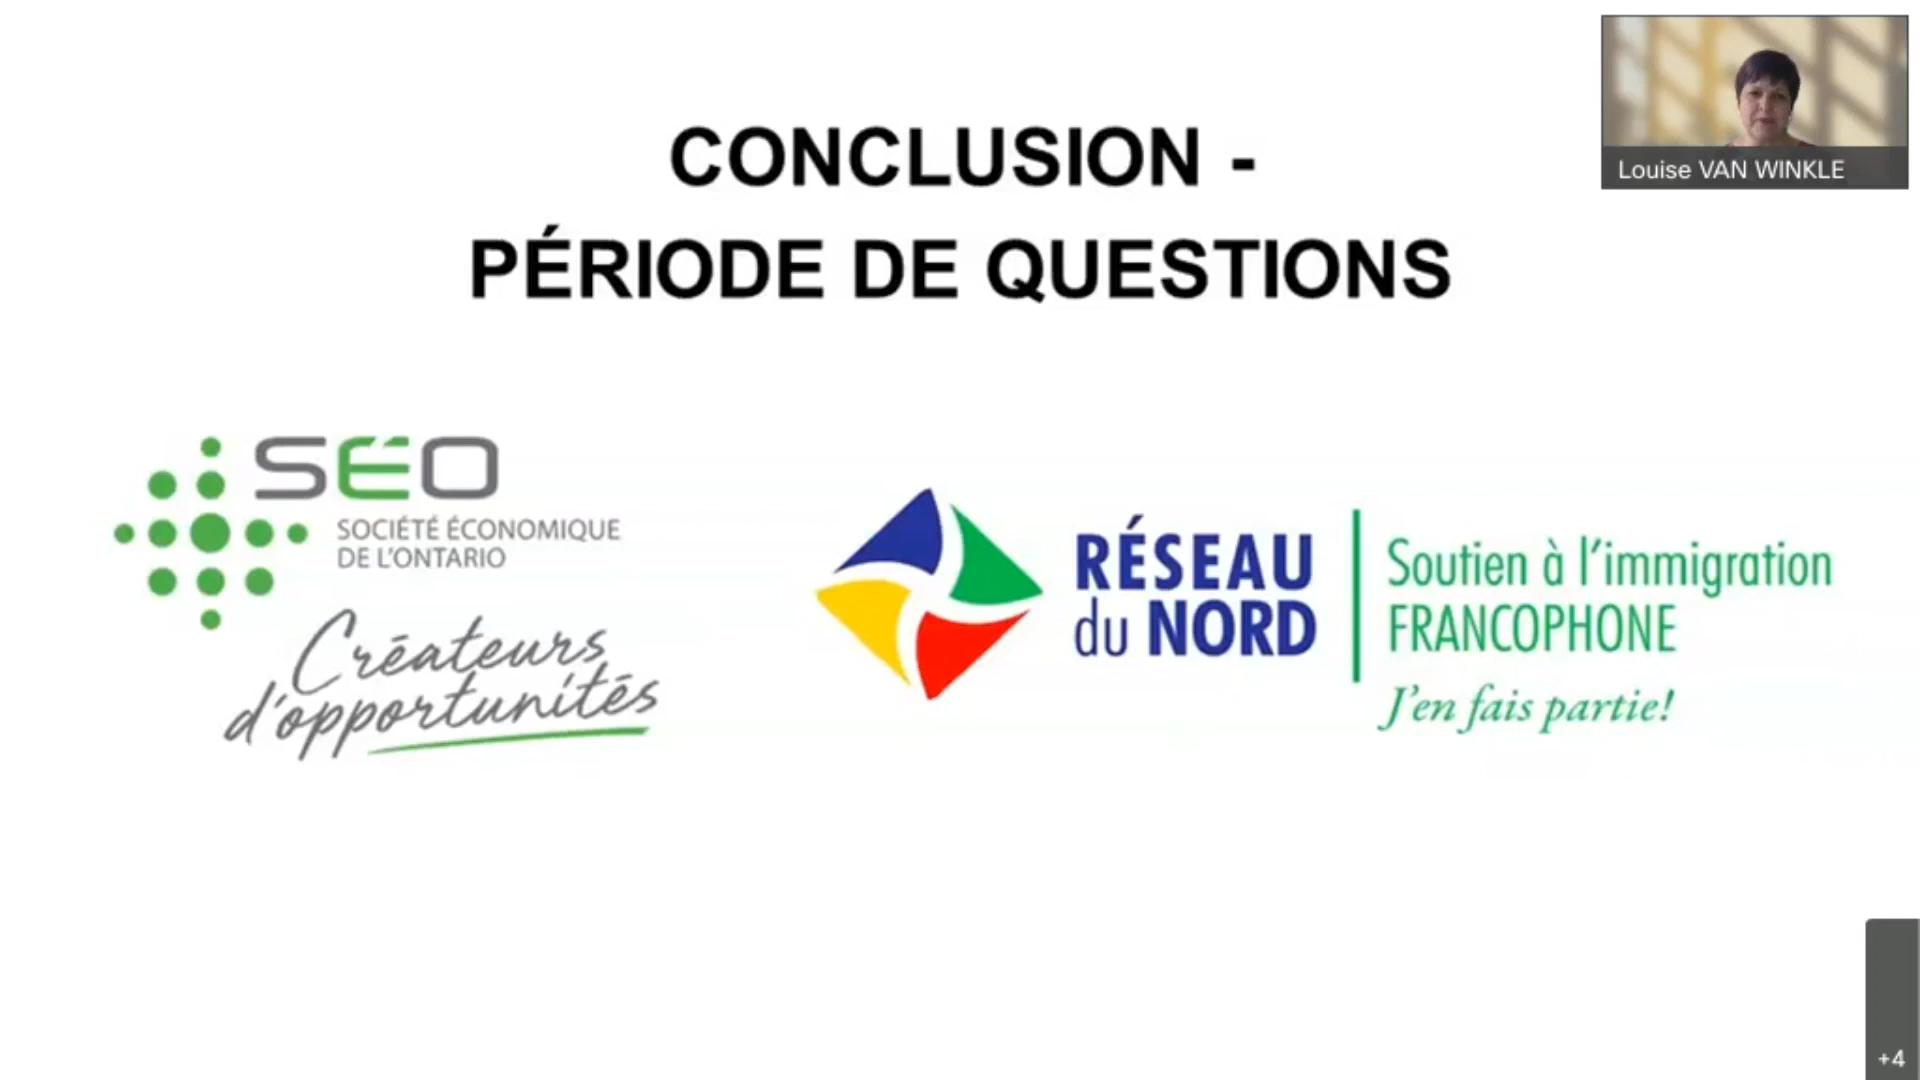 CONCLUSION -
PÉRIODE DE QUESTIONS
Louise VAN WINKLE
SÉO
SOCIÉTÉ ÉCONOMIQUE
DE L'ONTARIO
Créateurs
d'opportunités
RÉSEAU
du NORD
Soutien à l'immigration
FRANCOPHONE
J'en fais partie!
+4